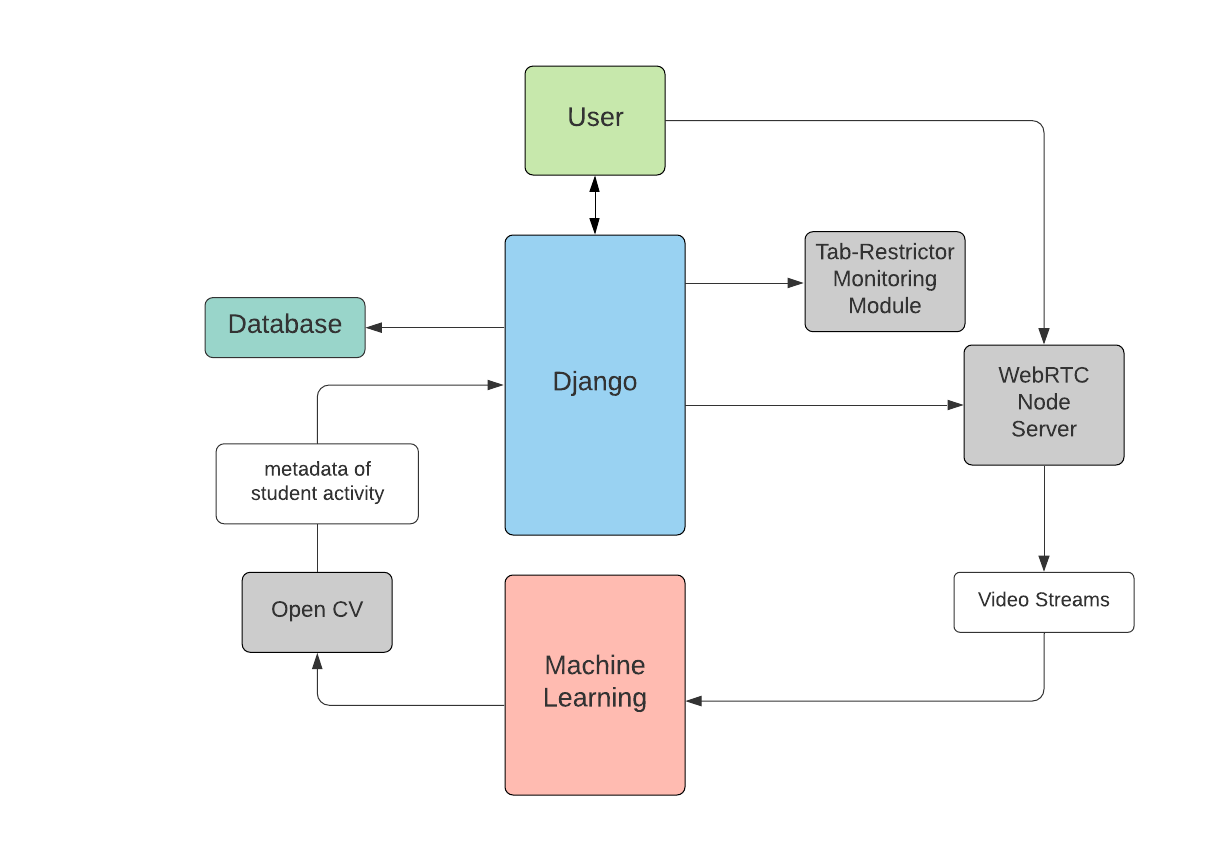 User
Tab-Restrictor
Monitoring
Module
Database
Django
WebRTC
Node
Server
metadata of
student activity
Open CV
Video Streams
Machine
Learning